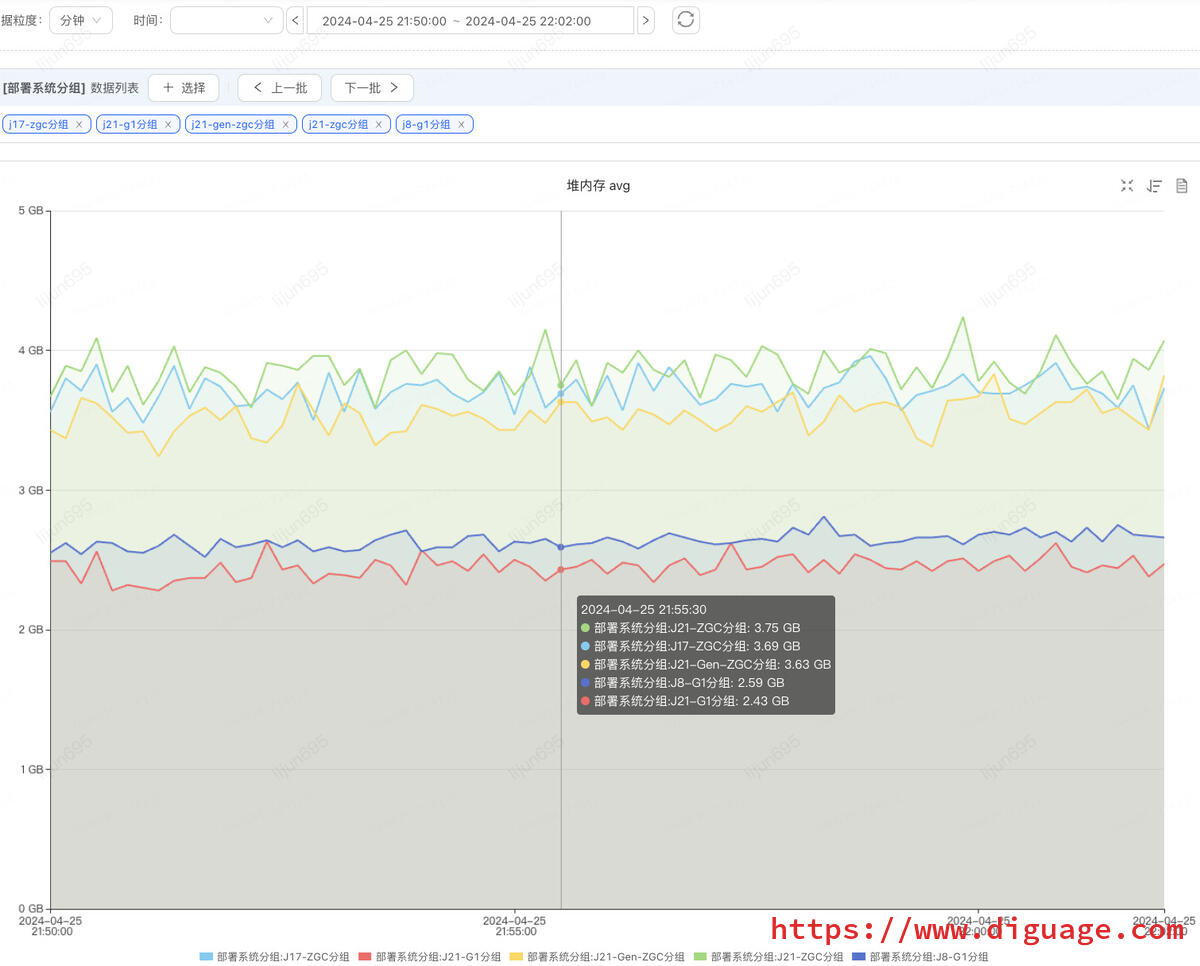 据粒度： 分钟 时间： 2024-04-25 21:50:00 ~ 2024-04-25 22:02:00
[部署系统分组] 数据列表 + 选择 < 上一批 下一批 >
j17-zgc分组 × j21-g1分组 × j21-gen-zgc分组 × j21-zgc分组 × j8-g1分组 ×
堆内存 avg
5 GB
4 GB
3 GB
2 GB
1 GB
0 GB
2024-04-25 21:55:30
部署系统分组:J21-ZGC分组: 3.75 GB
部署系统分组:J17-ZGC分组: 3.69 GB
部署系统分组:J21-Gen-ZGC分组: 3.63 GB
部署系统分组:J8-G1分组: 2.59 GB
部署系统分组:J21-G1分组: 2.43 GB
2024-04-25 2024-04-25 2024-04-25 2024-04-25
21:50:00 21:55:00
https://www.diguage.com
部署系统分组:J17-ZGC分组 部署系统分组:J21-G1分组 部署系统分组:J21-Gen-ZGC分组 部署系统分组:J21-ZGC分组 部署系统分组:J8-G1分组
lijun695